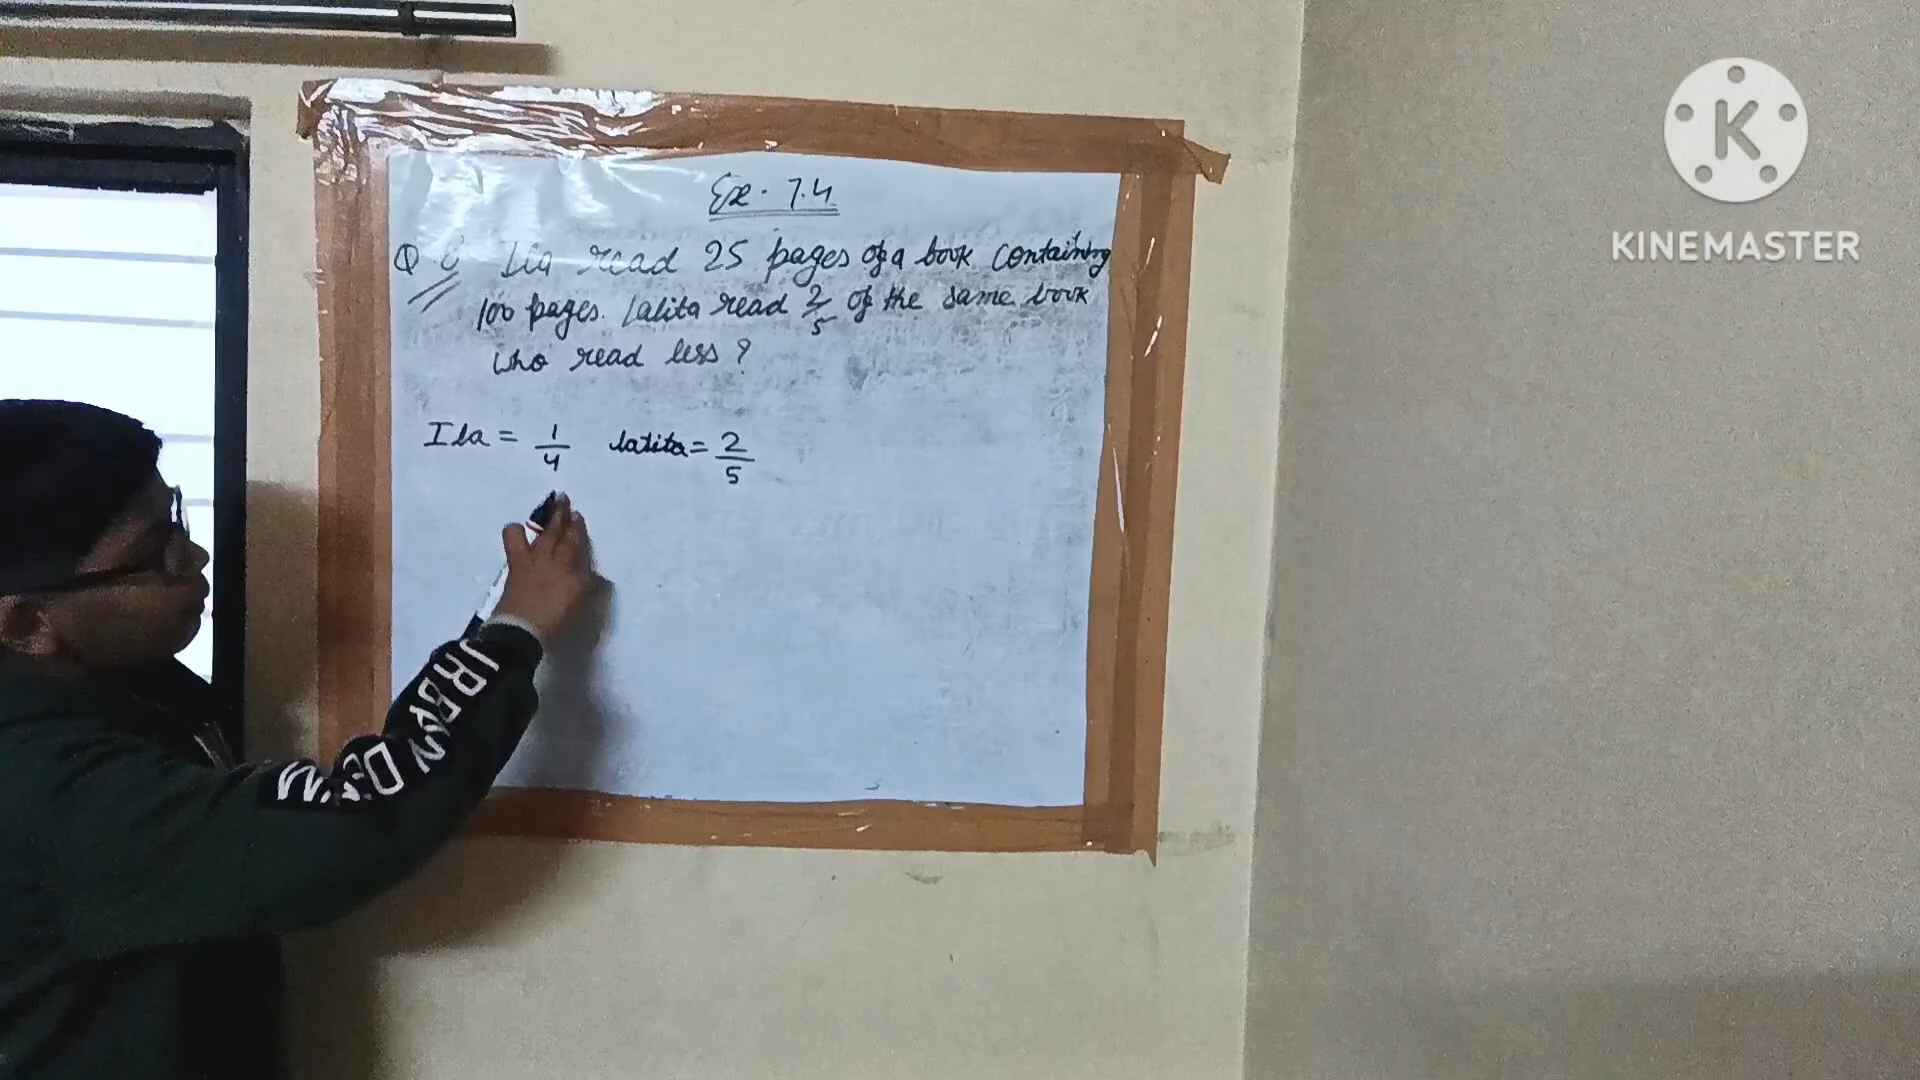 Ex. 7.4
Q 8 Ila read 25 pages of a book containing
100 pages. Lalita read 2/5 of the same book
who read less?
Ila = 1/4 lalita = 2/5
URBAN
K
KINEMASTER